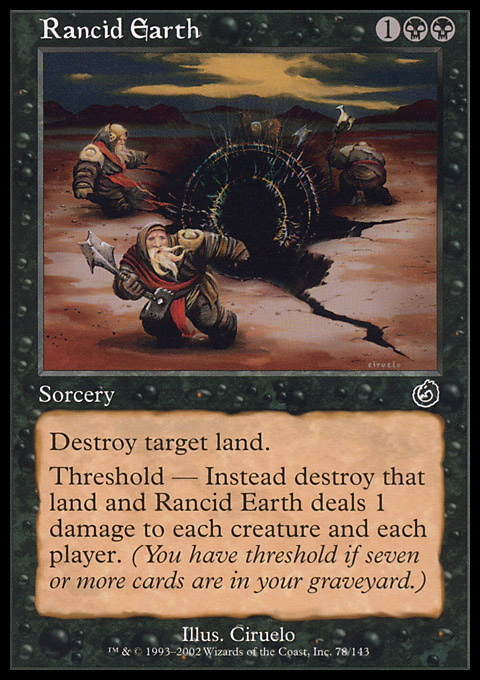 Rancid Earth 1
ciruelo
Sorcery
Destroy target land.
Threshold — Instead destroy that
land and Rancid Earth deals 1
damage to each creature and each
player. (You have threshold if seven
or more cards are in your graveyard.)
Illus. Ciruelo
™ & © 1993–2002 Wizards of the Coast, Inc. 78/143